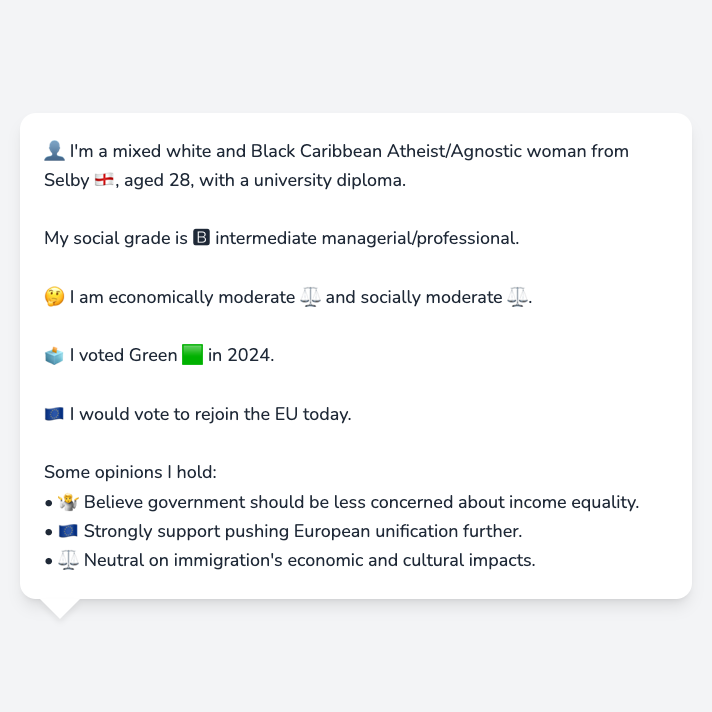 👤 I'm a mixed white and Black Caribbean Atheist/Agnostic woman from
Selby 🏴󠁧󠁢󠁥󠁮󠁧󠁿, aged 28, with a university diploma.
My social grade is 🅱 intermediate managerial/professional.
🤔 I am economically moderate ⚖️ and socially moderate ⚖️.
🗳️ I voted Green 🟩 in 2024.
🇪🇺 I would vote to rejoin the EU today.
Some opinions I hold:
• 🤷 Believe government should be less concerned about income equality.
• 🇪🇺 Strongly support pushing European unification further.
• ⚖️ Neutral on immigration's economic and cultural impacts.